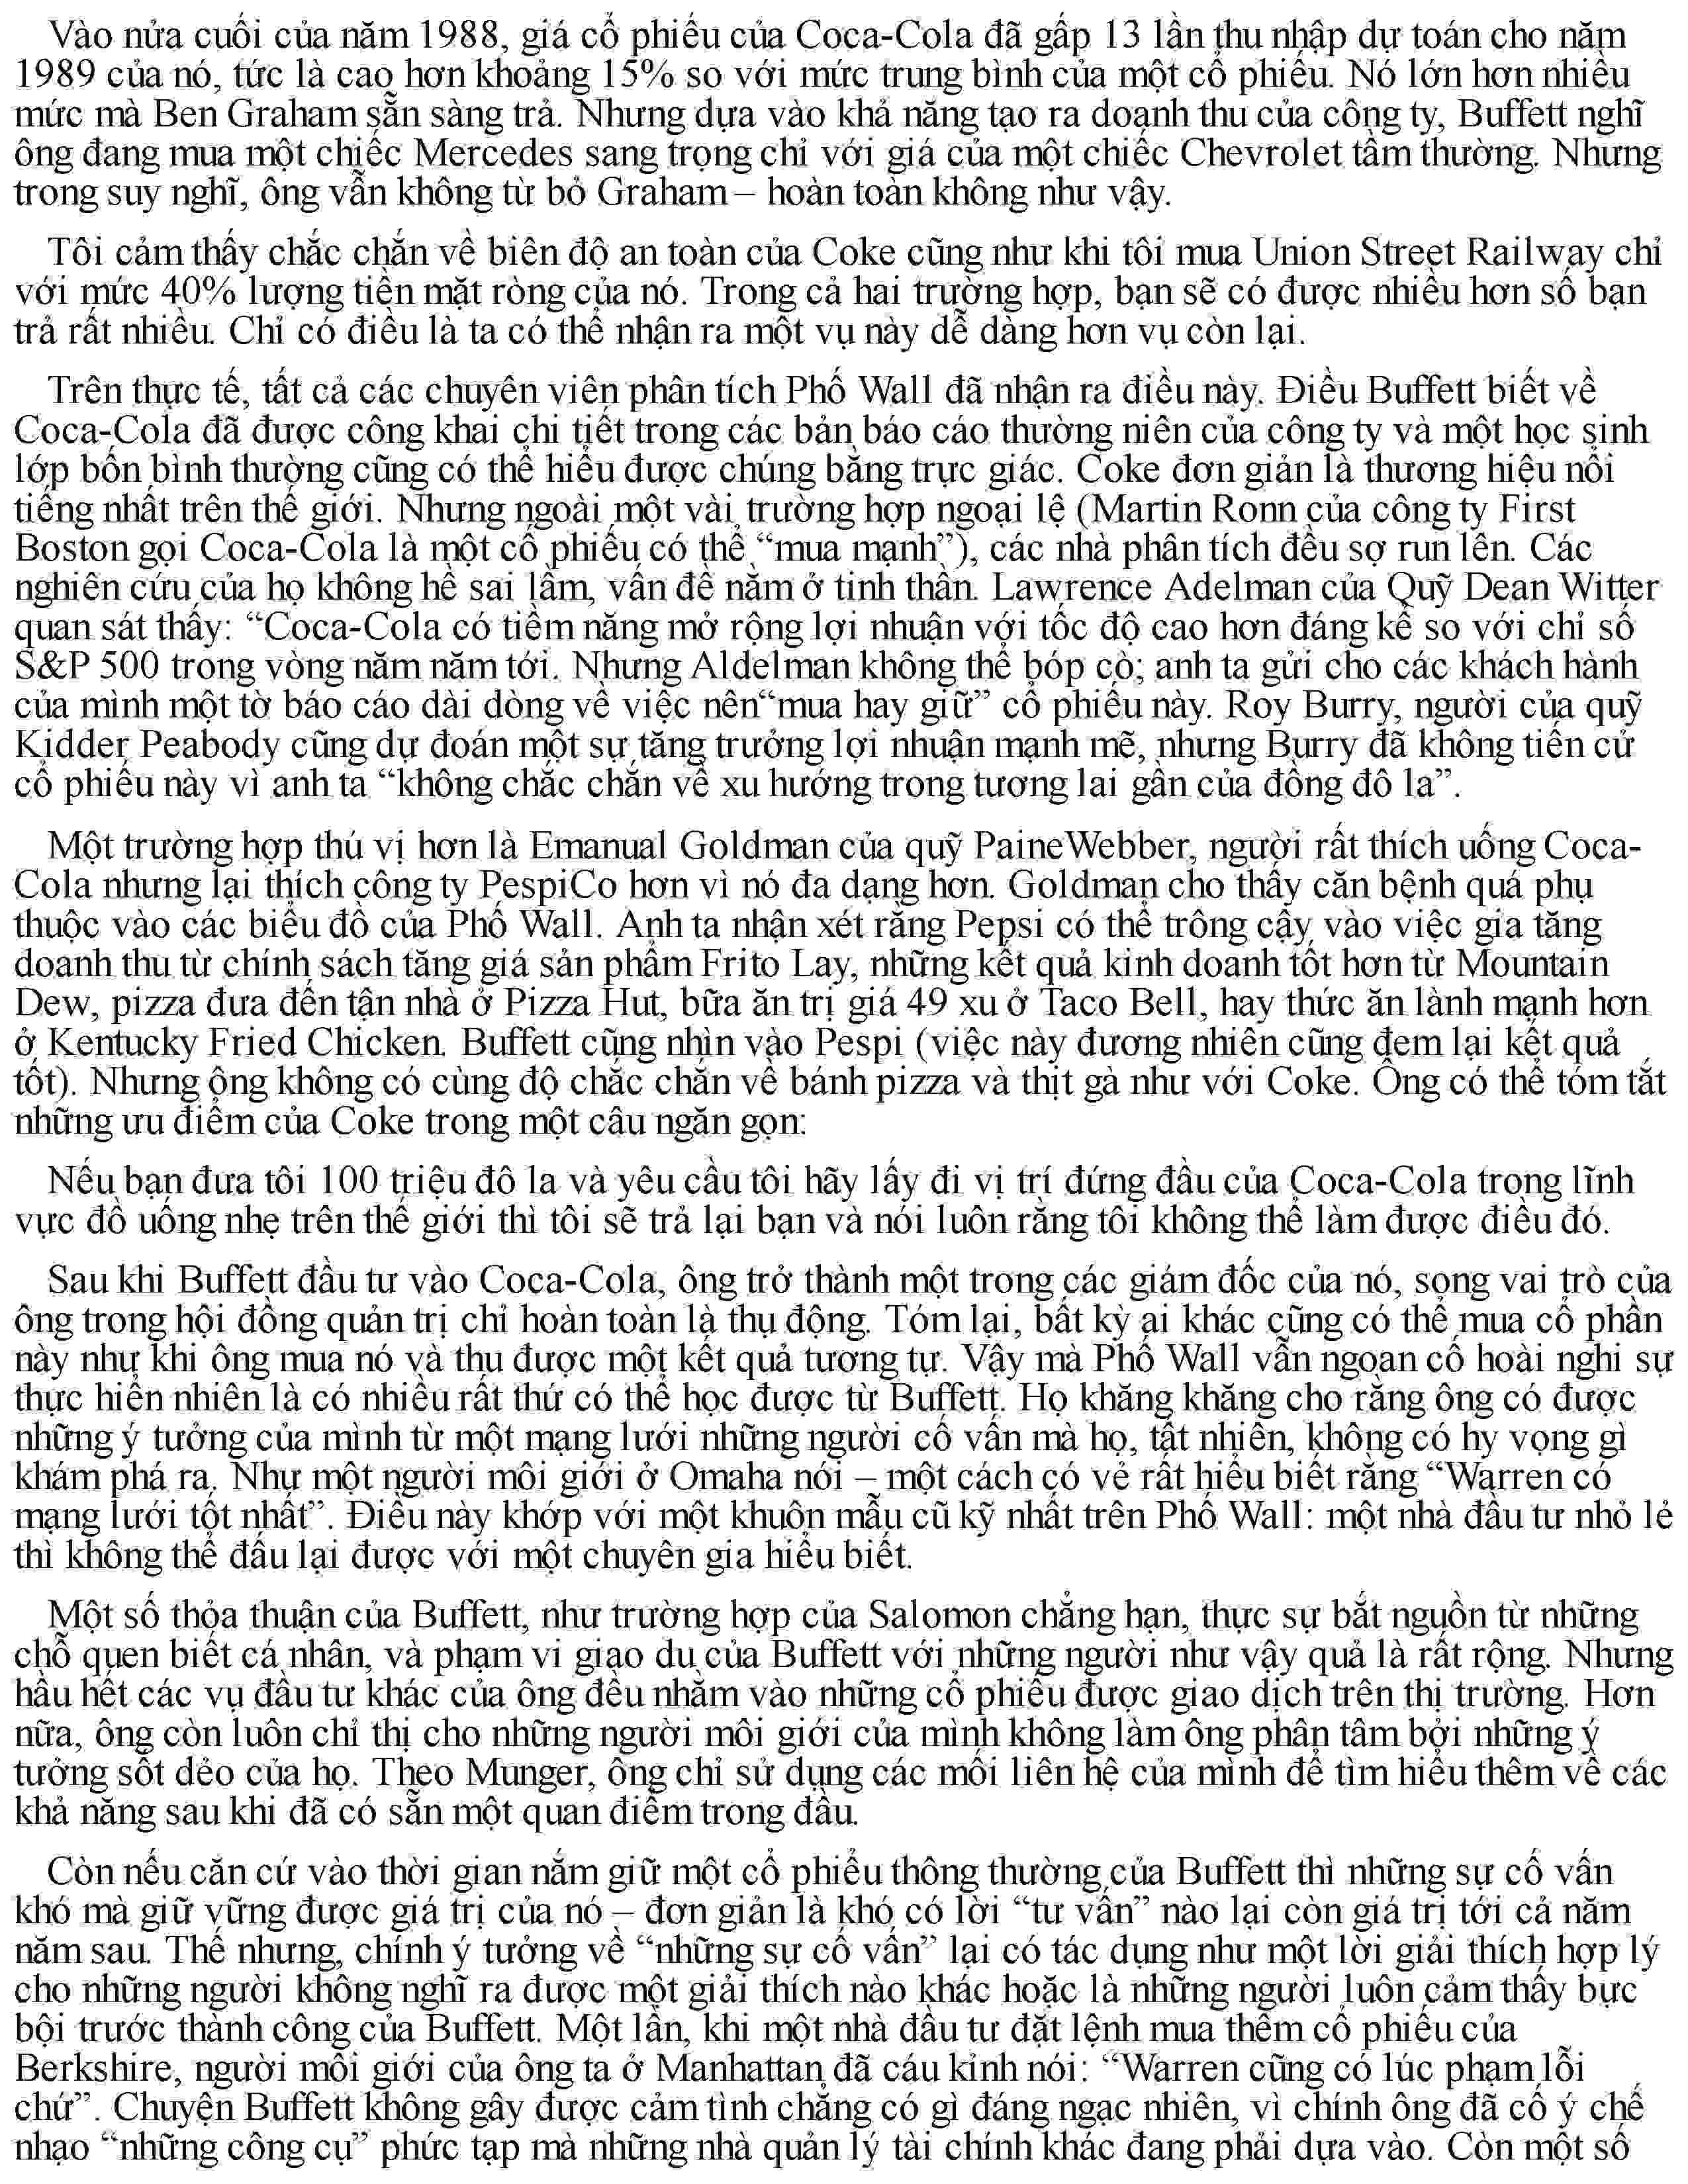 Vào nửa cuối của năm 1988, giá cổ phiếu của Coca-Cola đã gấp 13 lần thu nhập dự toán cho năm
1989 của nó, tức là cao hơn khoảng 15% so với mức trung bình của một cổ phiếu. Nó lớn hơn nhiều
mức mà Ben Graham sẵn sàng trả. Nhưng dựa vào khả năng tạo ra doanh thu của công ty, Buffett nghĩ
ông đang mua một chiếc Mercedes sang trọng chỉ với giá của một chiếc Chevrolet tầm thường. Nhưng
trong suy nghĩ, ông vẫn không từ bỏ Graham – hoàn toàn không như vậy.
Tôi cảm thấy chắc chắn về biên độ an toàn của Coke cũng như khi tôi mua Union Street Railway chỉ
với mức 40% lượng tiền mặt ròng của nó. Trong cả hai trường hợp, bạn sẽ có được nhiều hơn số bạn
trả rất nhiều. Chỉ có điều là ta có thể nhận ra một vụ này dễ dàng hơn vụ còn lại.
Trên thực tế, tất cả các chuyên viên phân tích Phố Wall đã nhận ra điều này. Điều Buffett biết về
Coca-Cola đã được công khai chi tiết trong các bản báo cáo thường niên của công ty và một học sinh
lớp bốn bình thường cũng có thể hiểu được chúng bằng trực giác. Coke đơn giản là thương hiệu nổi
tiếng nhất trên thế giới. Nhưng ngoài một vài trường hợp ngoại lệ (Martin Ronn của công ty First
Boston gọi Coca-Cola là một cổ phiếu có thể “mua mạnh”), các nhà phân tích đều sợ run lên. Các
nghiên cứu của họ không hề sai lầm, vấn đề nằm ở tinh thần. Lawrence Adelman của Quỹ Dean Witter
quan sát thấy: “Coca-Cola có tiềm năng mở rộng lợi nhuận với tốc độ cao hơn đáng kể so với chỉ số
S&P 500 trong vòng năm năm tới. Nhưng Aldelman không thể bóp cò; anh ta gửi cho các khách hành
của mình một tờ báo cáo dài dòng về việc nên“mua hay giữ” cổ phiếu này. Roy Burry, người của quỹ
Kidder Peabody cũng dự đoán một sự tăng trưởng lợi nhuận mạnh mẽ, nhưng Burry đã không tiến cử
cổ phiếu này vì anh ta “không chắc chắn về xu hướng trong tương lai gần của đồng đô la”.
Một trường hợp thú vị hơn là Emanual Goldman của quỹ PaineWebber, người rất thích uống Coca-
Cola nhưng lại thích công ty PespiCo hơn vì nó đa dạng hơn. Goldman cho thấy căn bệnh quá phụ
thuộc vào các biểu đồ của Phố Wall. Anh ta nhận xét rằng Pepsi có thể trông cậy vào việc gia tăng
doanh thu từ chính sách tăng giá sản phẩm Frito Lay, những kết quả kinh doanh tốt hơn từ Mountain
Dew, pizza đưa đến tận nhà ở Pizza Hut, bữa ăn trị giá 49 xu ở Taco Bell, hay thức ăn lành mạnh hơn
ở Kentucky Fried Chicken. Buffett cũng nhìn vào Pespi (việc này đương nhiên cũng đem lại kết quả
tốt). Nhưng ông không có cùng độ chắc chắn về bánh pizza và thịt gà như với Coke. Ông có thể tóm tắt
những ưu điểm của Coke trong một câu ngắn gọn:
Nếu bạn đưa tôi 100 triệu đô la và yêu cầu tôi hãy lấy đi vị trí đứng đầu của Coca-Cola trong lĩnh
vực đồ uống nhẹ trên thế giới thì tôi sẽ trả lại bạn và nói luôn rằng tôi không thể làm được điều đó.
Sau khi Buffett đầu tư vào Coca-Cola, ông trở thành một trong các giám đốc của nó, song vai trò của
ông trong hội đồng quản trị chỉ hoàn toàn là thụ động. Tóm lại, bất kỳ ai khác cũng có thể mua cổ phần
này như khi ông mua nó và thu được một kết quả tương tự. Vậy mà Phố Wall vẫn ngoan cố hoài nghi sự
thực hiển nhiên là có nhiều rất thứ có thể học được từ Buffett. Họ khăng khăng cho rằng ông có được
những ý tưởng của mình từ một mạng lưới những người cố vấn mà họ, tất nhiên, không có hy vọng gì
khám phá ra. Như một người môi giới ở Omaha nói – một cách có vẻ rất hiểu biết rằng “Warren có
mạng lưới tốt nhất”. Điều này khớp với một khuôn mẫu cũ kỹ nhất trên Phố Wall: một nhà đầu tư nhỏ lẻ
thì không thể đấu lại được với một chuyên gia hiểu biết.
Một số thỏa thuận của Buffett, như trường hợp của Salomon chẳng hạn, thực sự bắt nguồn từ những
chỗ quen biết cá nhân, và phạm vi giao du của Buffett với những người như vậy quả là rất rộng. Nhưng
hầu hết các vụ đầu tư khác của ông đều nhằm vào những cổ phiếu được giao dịch trên thị trường. Hơn
nữa, ông còn luôn chỉ thị cho những người môi giới của mình không làm ông phân tâm bởi những ý
tưởng sốt dẻo của họ. Theo Munger, ông chỉ sử dụng các mối liên hệ của mình để tìm hiểu thêm về các
khả năng sau khi đã có sẵn một quan điểm trong đầu.
Còn nếu căn cứ vào thời gian nắm giữ một cổ phiểu thông thường của Buffett thì những sự cố vấn
khó mà giữ vững được giá trị của nó – đơn giản là khó có lời “tư vấn” nào lại còn giá trị tới cả năm
năm sau. Thế nhưng, chính ý tưởng về “những sự cố vấn” lại có tác dụng như một lời giải thích hợp lý
cho những người không nghĩ ra được một giải thích nào khác hoặc là những người luôn cảm thấy bực
bội trước thành công của Buffett. Một lần, khi một nhà đầu tư đặt lệnh mua thêm cổ phiếu của
Berkshire, người môi giới của ông ta ở Manhattan đã cáu kỉnh nói: “Warren cũng có lúc phạm lỗi
chứ”. Chuyện Buffett không gây được cảm tình chẳng có gì đáng ngạc nhiên, vì chính ông đã cố ý chế
nhạo “những công cụ” phức tạp mà những nhà quản lý tài chính khác đang phải dựa vào. Còn một số